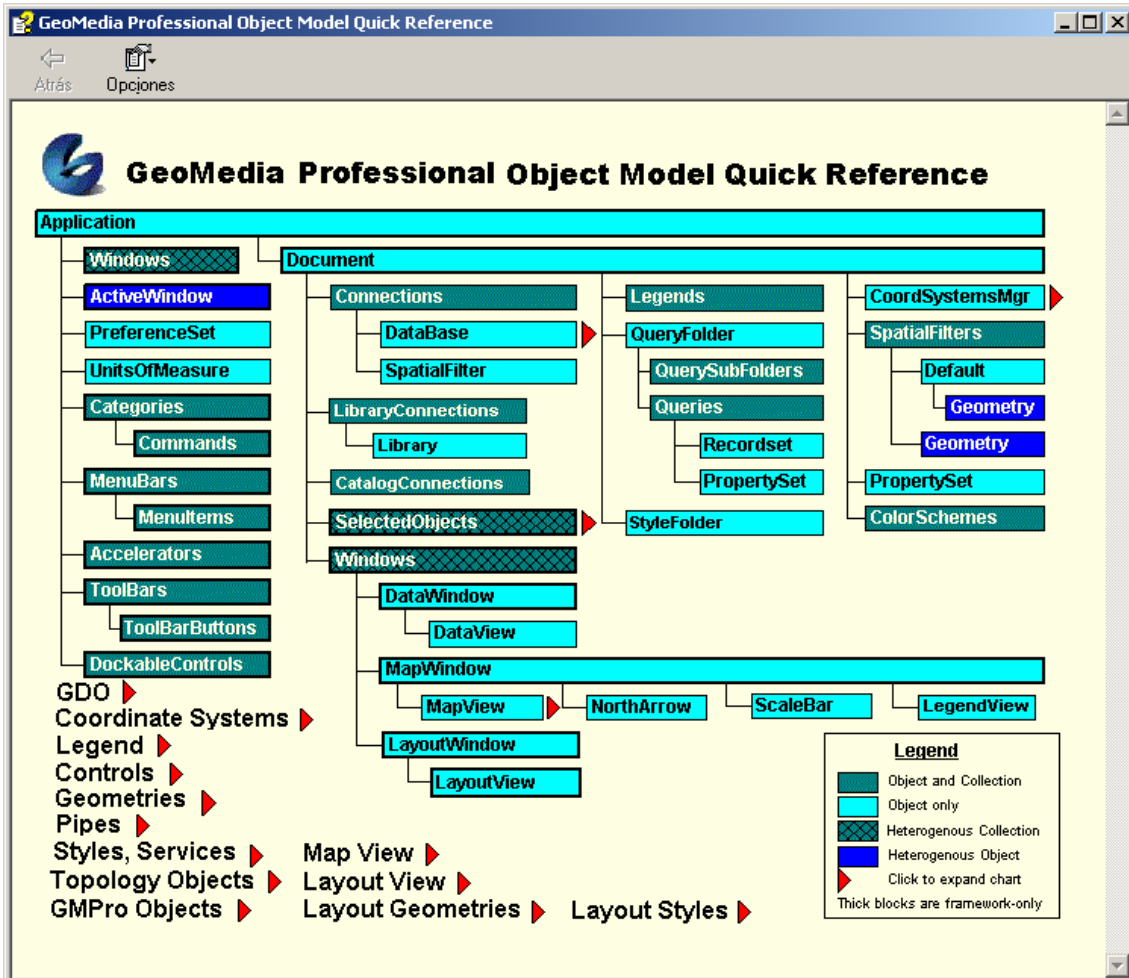 GeoMedia Professional Object Model Quick Reference
Atrás
Opciones
GeoMedia Professional Object Model Quick Reference
Application
Windows
Document
ActiveWindow
Connections
Legends
CoordSystemsMgr
PreferenceSet
DataBase
QueryFolder
SpatialFilters
UnitsOfMeasure
SpatialFilter
QuerySubFolders
Default
Categories
LibraryConnections
Queries
Geometry
Commands
Library
Recordset
Geometry
MenuBars
CatalogConnections
PropertySet
PropertySet
MenuItems
SelectedObjects
StyleFolder
ColorSchemes
Accelerators
Windows
ToolBars
DataWindow
ToolBarButtons
DataView
DockableControls
MapWindow
MapView
NorthArrow
ScaleBar
LegendView
LayoutWindow
LayoutView
GDO
Coordinate Systems
Legend
Controls
Geometries
Pipes
Styles, Services
Map View
Topology Objects
Layout View
GMPro Objects
Layout Geometries
Layout Styles
Legend
Object and Collection
Object only
Heterogenous Collection
Heterogenous Object
Click to expand chart
Thick blocks are framework-only